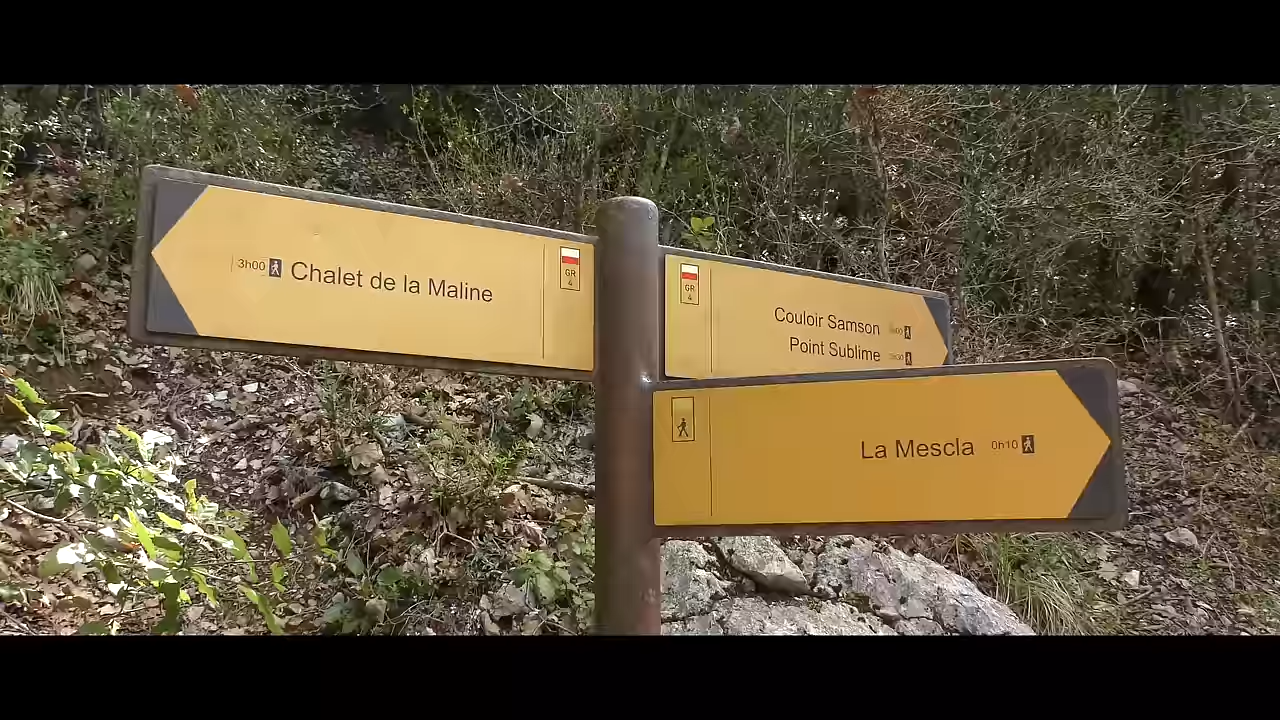 3h00 Chalet de la Maline
GR
4
GR
4
Couloir Samson
Point Sublime
La Mescla 0h10